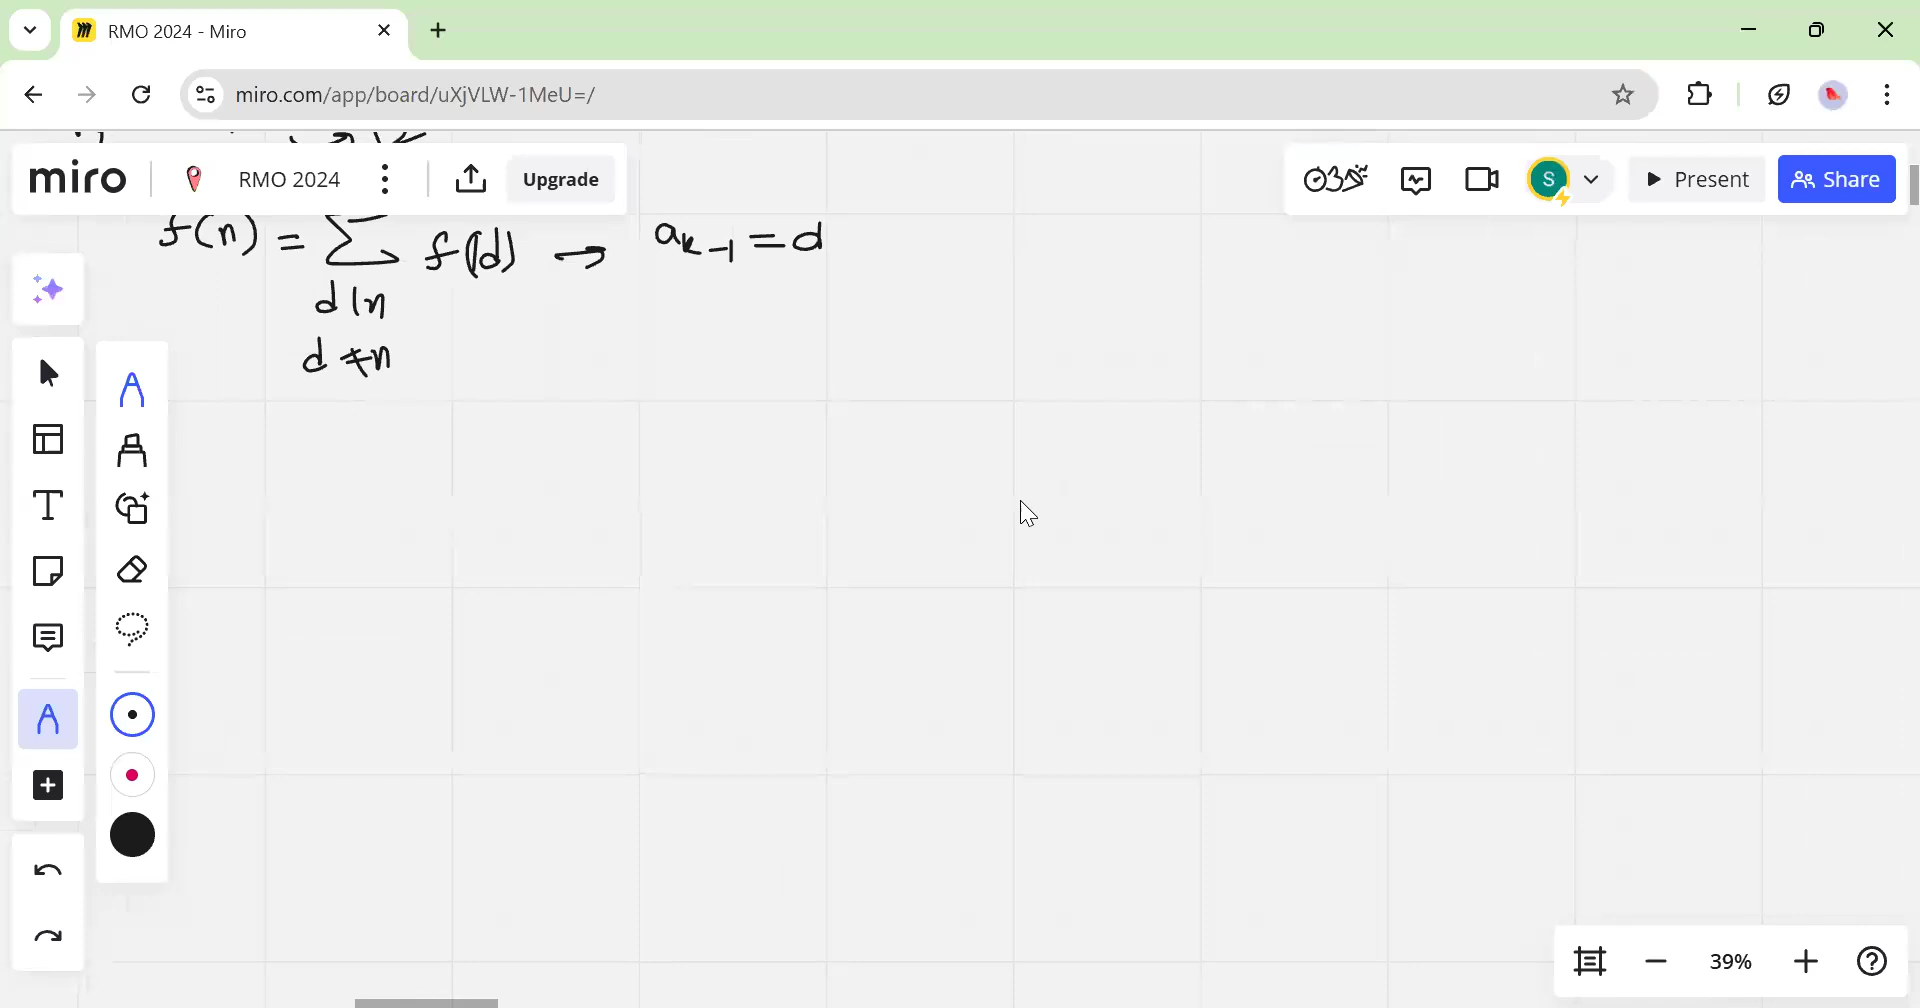 RMO 2024 - Miro
miro.com/app/board/uXjVLW-1MeU=/
miro RMO 2024 Upgrade S Present Share
f(n) = ∑ f(d) → a_{k-1} = d
d | n
d ≠ n
39%